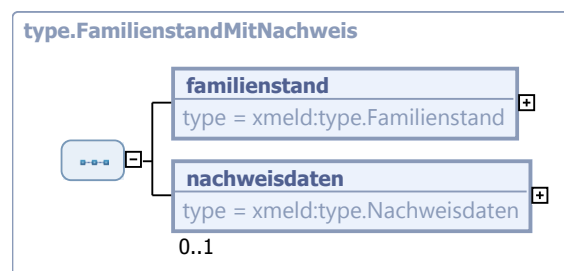 type.FamilienstandMitNachweis
familienstand
type = xmeld:type.Familienstand
nachweisdaten
type = xmeld:type.Nachweisdaten
0..1